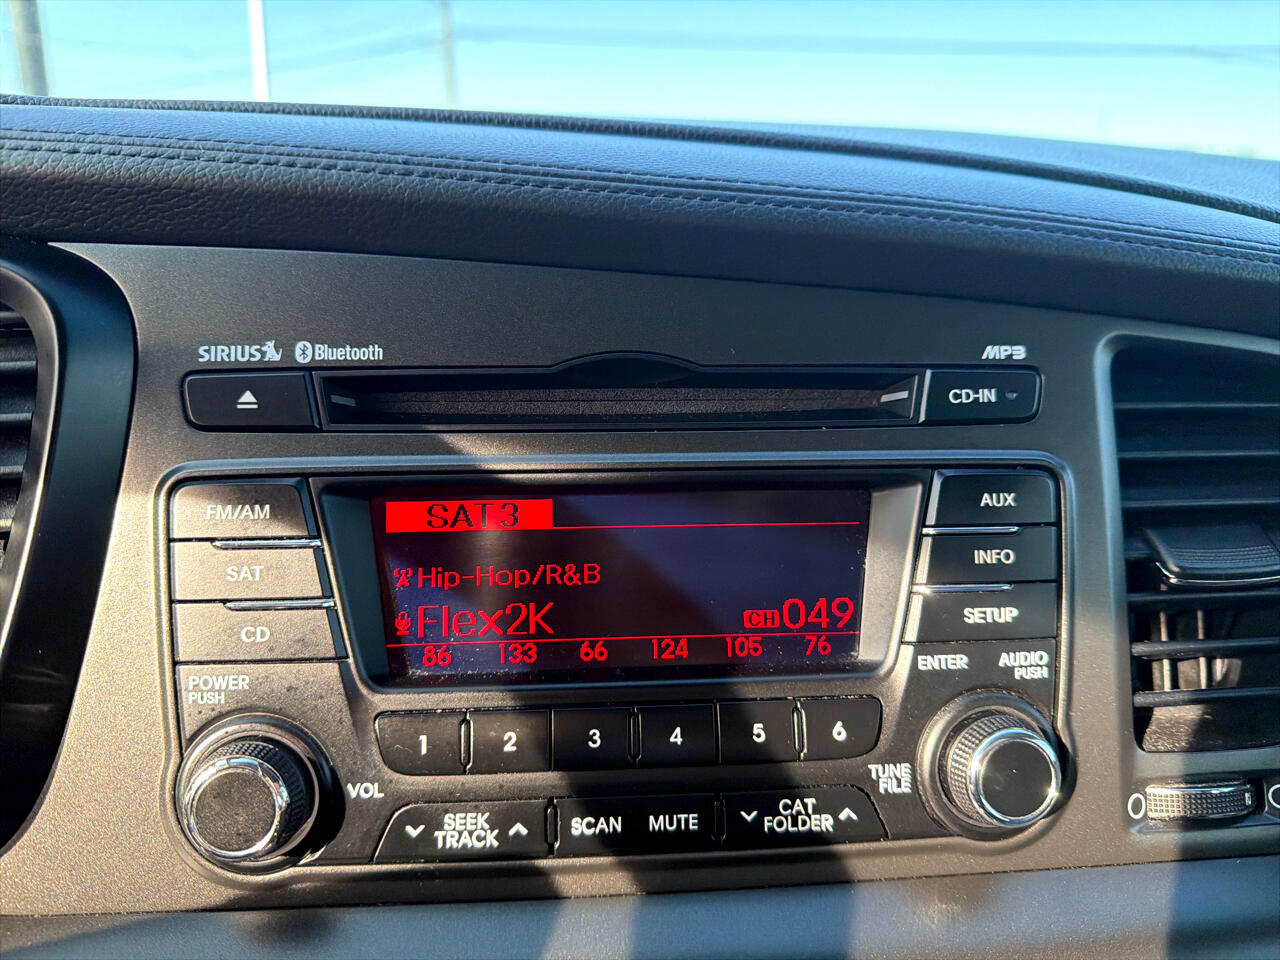 SIRIUS Bluetooth MP3
CD-IN
FM/AM
SAT
CD
SAT3
Hip-Hop/R&B
Flex2K CH 049
86 133 66 124 105 76
AUX
INFO
SETUP
POWER
PUSH
ENTER
AUDIO
PUSH
1 2 3 4 5 6
VOL
TUNE
FILE
SEEK
TRACK
SCAN
MUTE
CAT
FOLDER